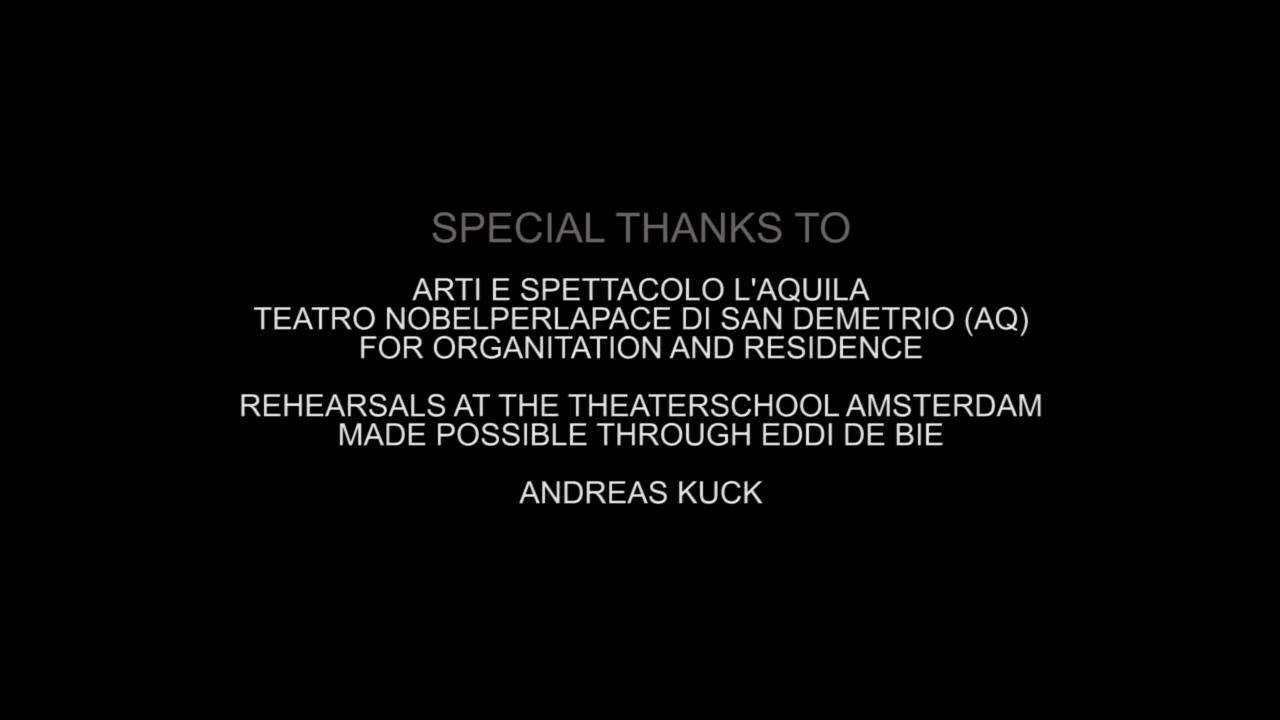 SPECIAL THANKS TO
ARTI E SPETTACOLO L'AQUILA
TEATRO NOBELPERLAPACE DI SAN DEMETRIO (AQ)
FOR ORGANITATION AND RESIDENCE
REHEARSALS AT THE THEATERSCHOOL AMSTERDAM
MADE POSSIBLE THROUGH EDDI DE BIE
ANDREAS KUCK